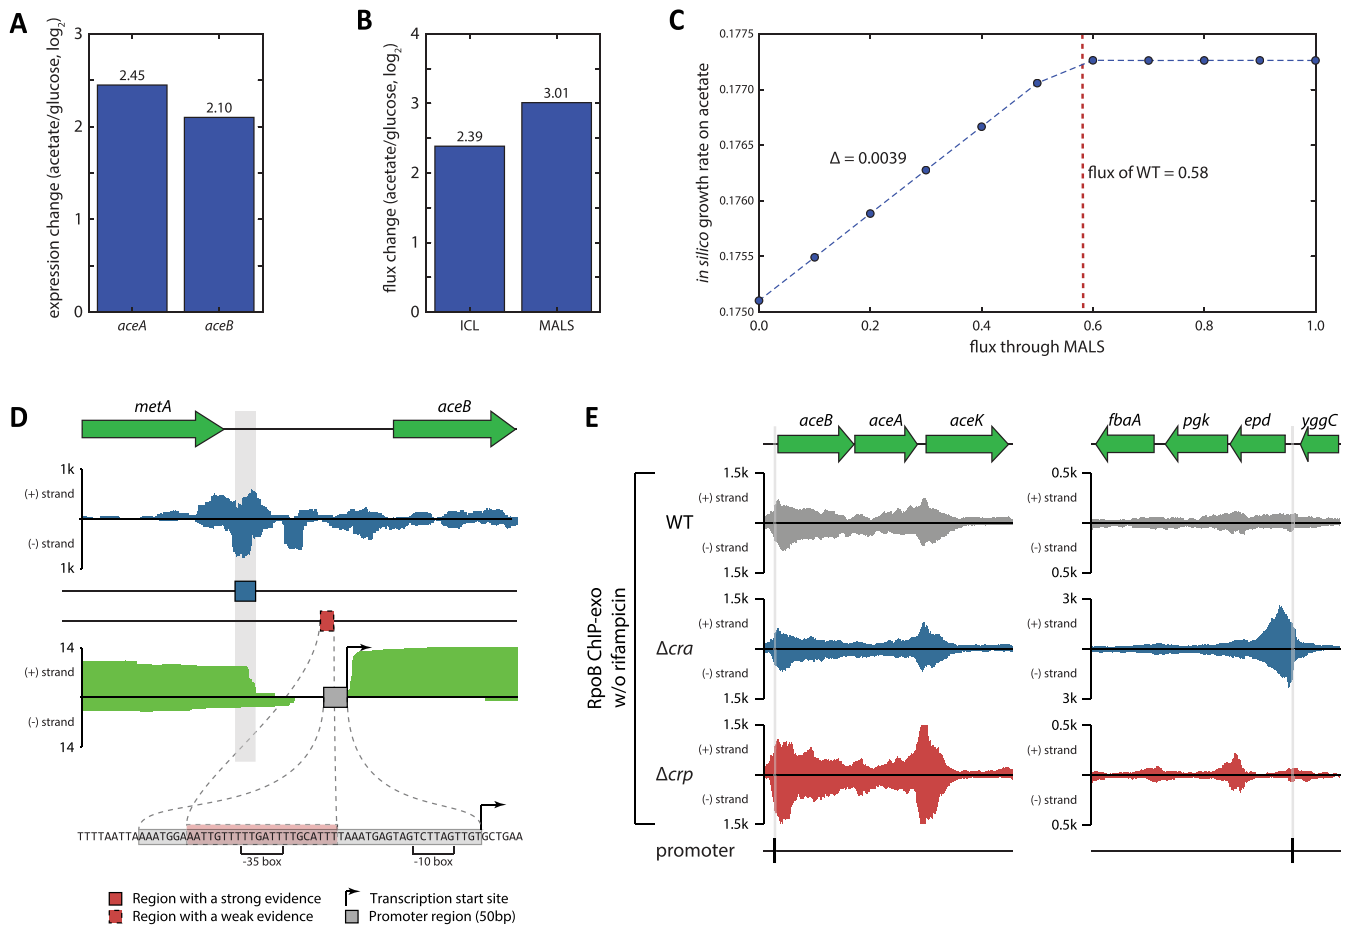 A
expression change (acetate/glucose, log2)
3
2
1
0
2.45
2.10
aceA
aceB
B
flux change (acetate/glucose, log2)
4
3
2
1
0
2.39
3.01
ICL
MALS
C
in silico growth rate on acetate
0.1775
0.1770
0.1765
0.1760
0.1755
0.1750
Δ = 0.0039
flux of WT = 0.58
0.0
0.2
0.4
0.6
0.8
1.0
flux through MALS
D
metA
aceB
1k
(+) strand
(-) strand
1k
14
(+) strand
(-) strand
14
TTTTAATTAAAATGGAAATTGTTTTTGATTTTGCATTTTAAATGAGTAGTCTTAGTTGTGCTGAA
-35 box
-10 box
Region with a strong evidence
Transcription start site
Region with a weak evidence
Promoter region (50bp)
E
aceB
aceA
aceK
fbaA
pgk
epd
yggC
RpoB ChIP-exo
w/o rifampicin
WT
1.5k
(+) strand
(-) strand
1.5k
0.5k
(+) strand
(-) strand
0.5k
Δcra
1.5k
(+) strand
(-) strand
1.5k
3k
(+) strand
(-) strand
3k
Δcrp
1.5k
(+) strand
(-) strand
1.5k
0.5k
(+) strand
(-) strand
0.5k
promoter